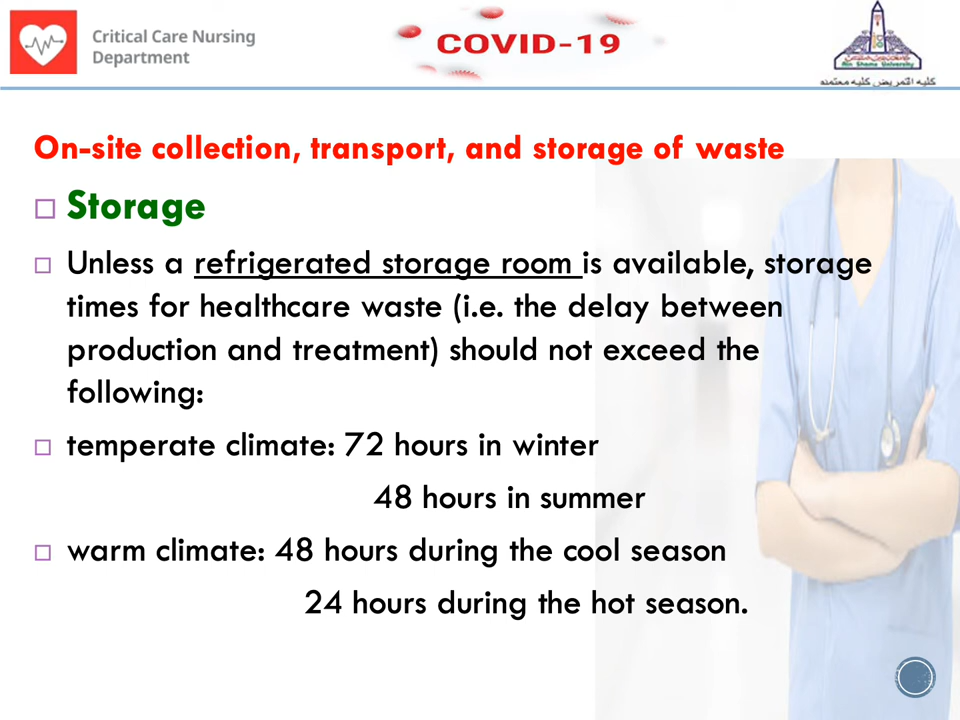 Critical Care Nursing
Department
COVID-19
Ain Shams University
كلية التمريض كلية معتمدة
On-site collection, transport, and storage of waste
Storage
Unless a refrigerated storage room is available, storage
times for healthcare waste (i.e. the delay between
production and treatment) should not exceed the
following:
temperate climate: 72 hours in winter
48 hours in summer
warm climate: 48 hours during the cool season
24 hours during the hot season.